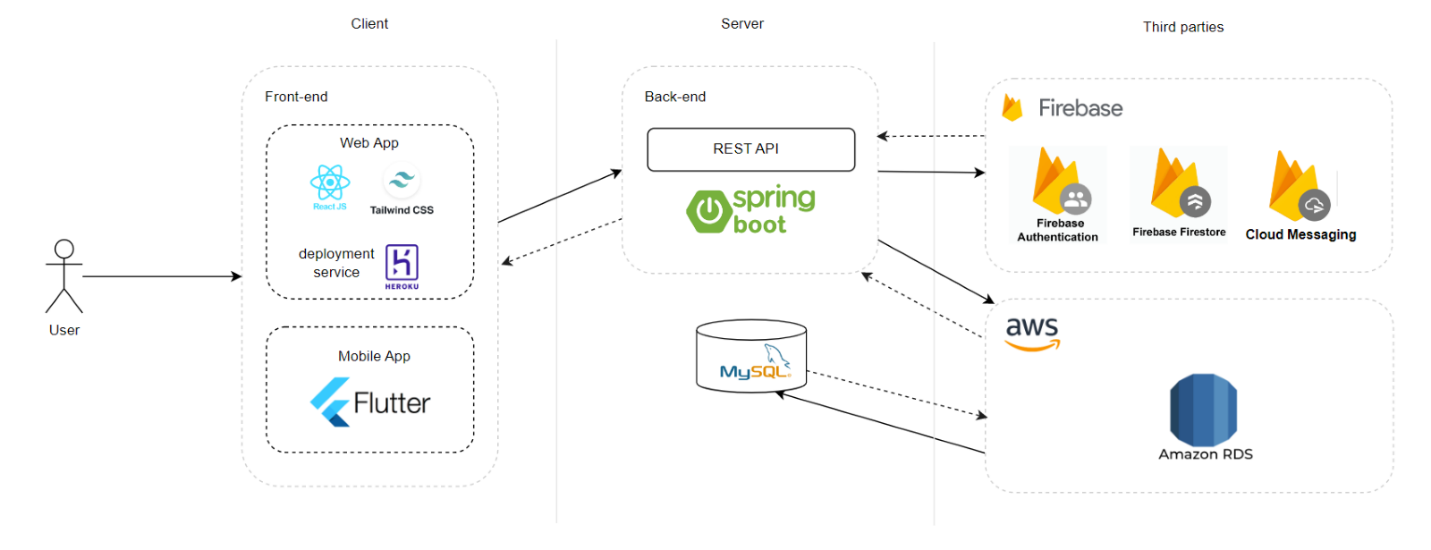 Client
Server
Third parties
Front-end
Web App
React JS
Tailwind CSS
deployment
service
HEROKU
Mobile App
Flutter
User
Back-end
REST API
spring
boot
MySQL
Firebase
Firebase
Authentication
Firebase Firestore
Cloud Messaging
aws
Amazon RDS